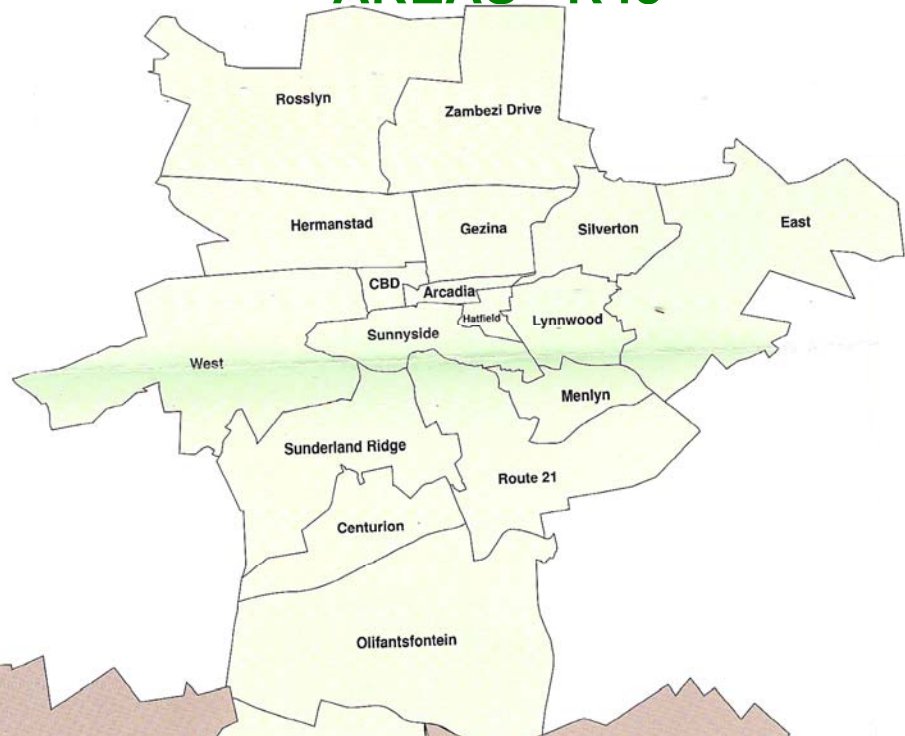 Rosslyn
Zambezi Drive
Hermanstad
Gezina
Silverton
East
CBD
Arcadia
Hatfield
Sunnyside
Lynnwood
West
Menlyn
Sunderland Ridge
Route 21
Centurion
Olifantsfontein